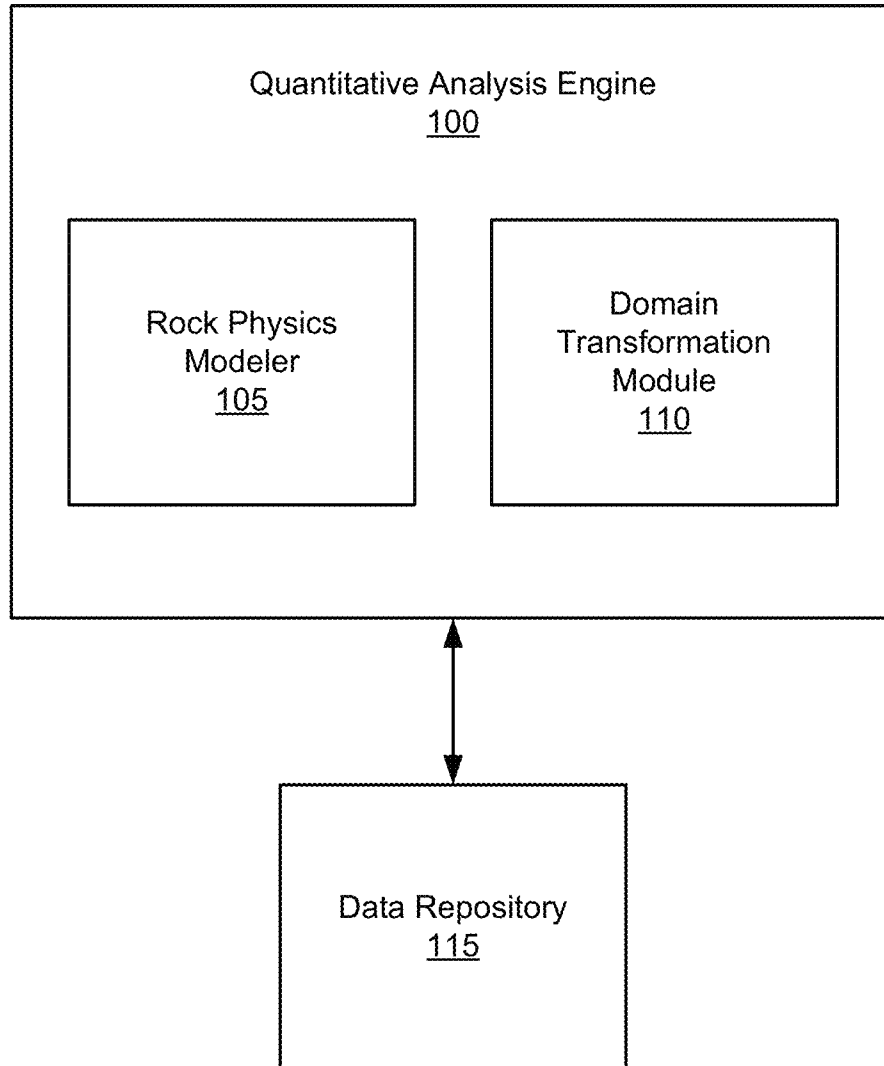 Quantitative Analysis Engine
100
Rock Physics
Modeler
105
Domain
Transformation
Module
110
Data Repository
115